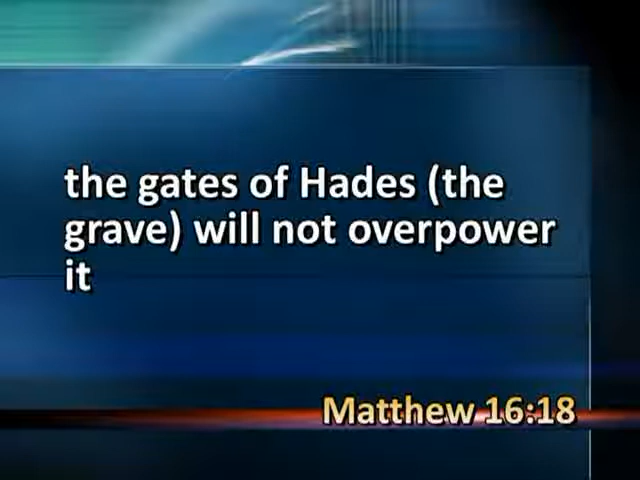 the gates of Hades (the
grave) will not overpower
it
Matthew 16:18